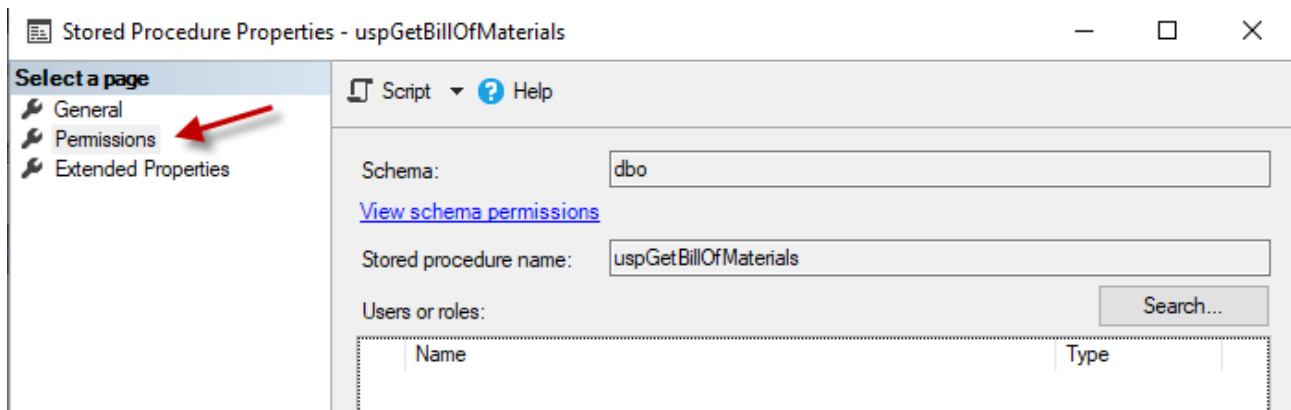 Stored Procedure Properties - uspGetBillOfMaterials
Select a page
General
Permissions
Extended Properties
Script
Help
Schema:
dbo
View schema permissions
Stored procedure name:
uspGetBillOfMaterials
Users or roles:
Search...
Name
Type